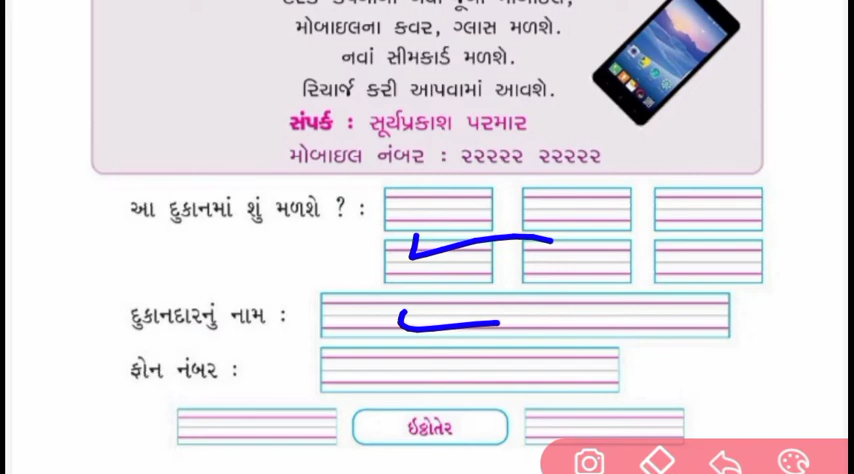 મોબાઇલના કવર, ગ્લાસ મળશે.
નવાં સીમકાર્ડ મળશે.
રિચાર્જ કરી આપવામાં આવશે.
સંપર્ક : સૂર્યપ્રકાશ પરમાર
મોબાઇલ નંબર : ૨૨૨૨૨ ૨૨૨૨૨
આ દુકાનમાં શું મળશે ? :
દુકાનદારનું નામ :
ફોન નંબર :
ઇકોતેર